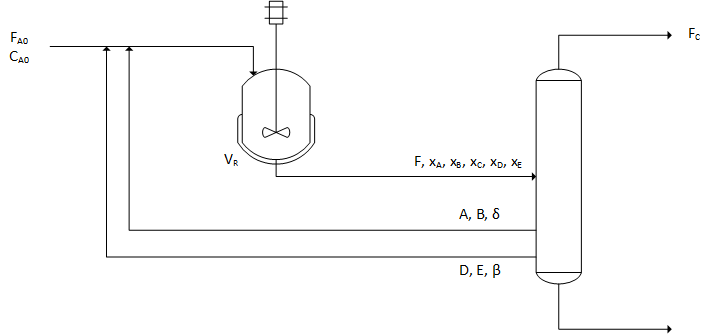 F_A0
C_A0
F_C
V_R
F, x_A, x_B, x_C, x_D, x_E
A, B, δ
D, E, β